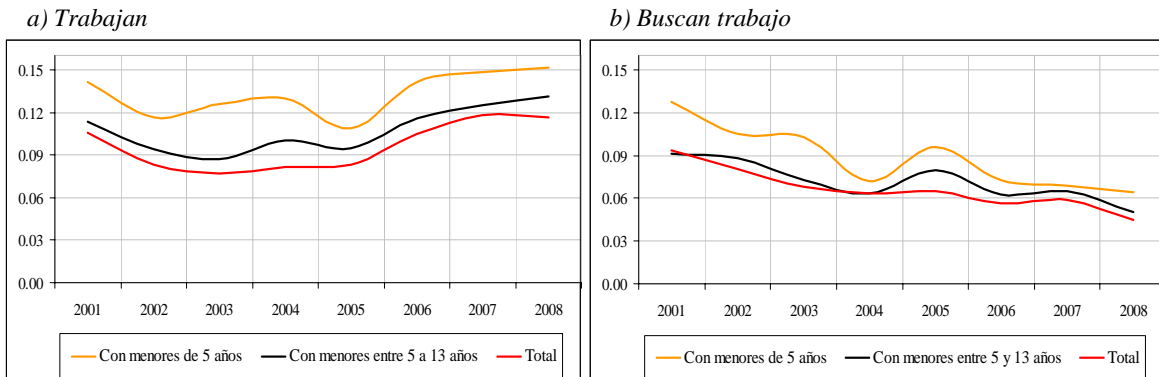 a) Trabajan
0.15
0.12
0.09
0.06
0.03
0.00
2001 2002 2003 2004 2005 2006 2007 2008
Con menores de 5 años Con menores entre 5 a 13 años Total
b) Buscan trabajo
0.15
0.12
0.09
0.06
0.03
0.00
2001 2002 2003 2004 2005 2006 2007 2008
Con menores de 5 años Con menores entre 5 y 13 años Total